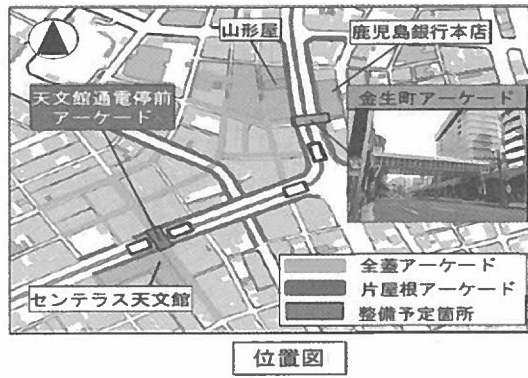 山形屋
鹿児島銀行本店
天文館通電停前
アーケード
金生町アーケード
センテラス天文館
全蓋アーケード
片屋根アーケード
整備予定箇所
位置図